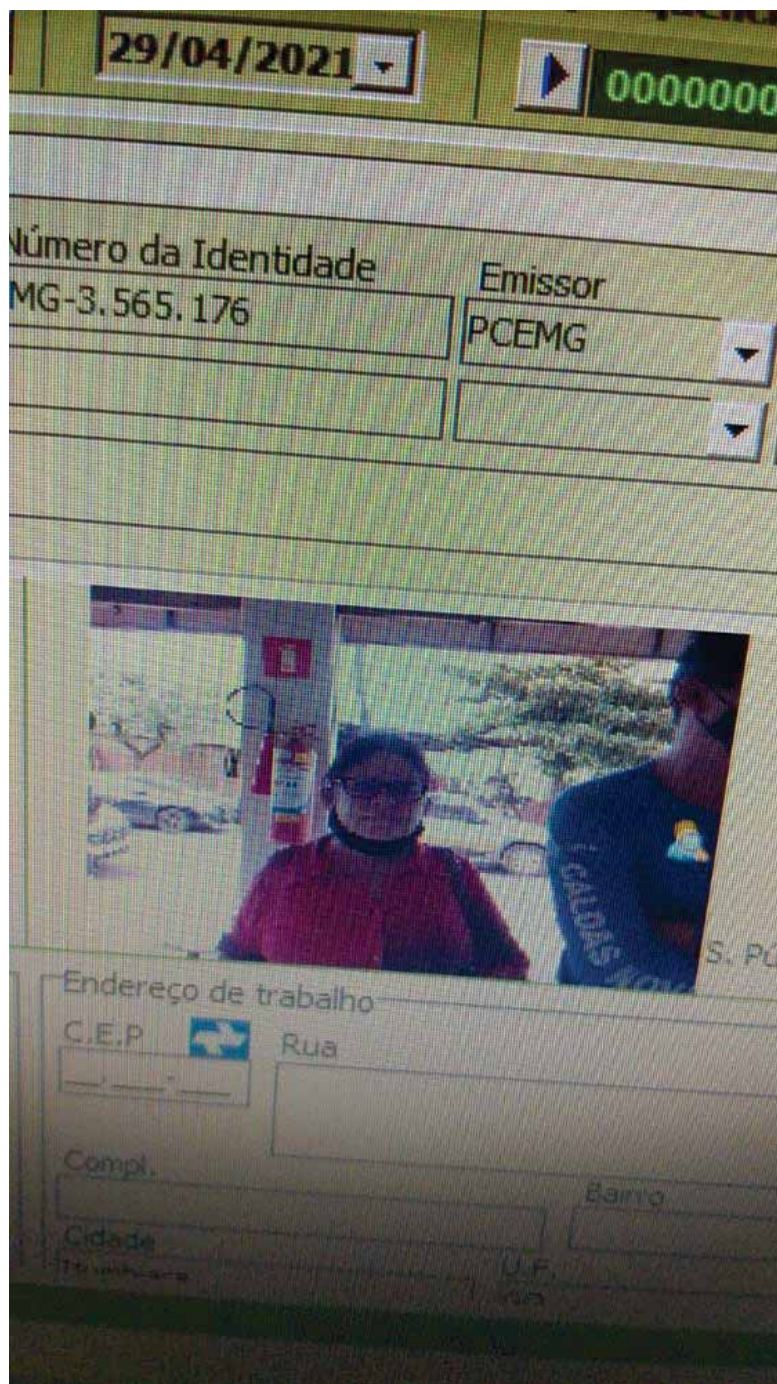 29/04/2021
0000000
Número da Identidade
Emissor
MG-3.565.176
PCEMG
CALDAS
S. Pu
Endereço de trabalho
C.E.P
Rua
Compl.
Bairro
Cidade
U.F.